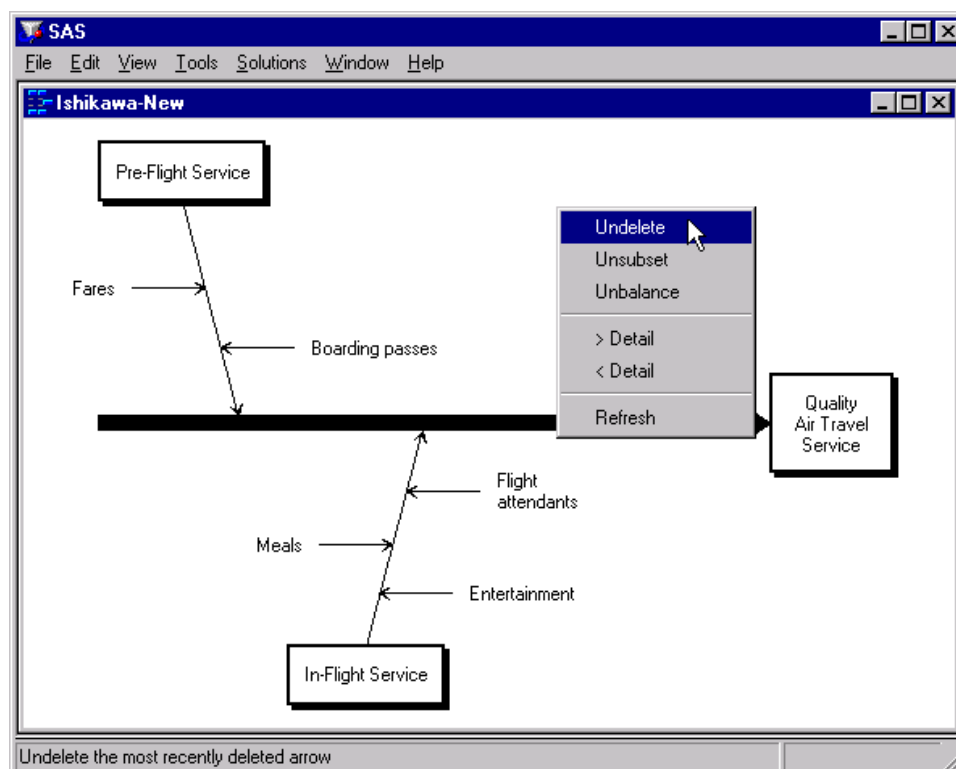 SAS
File Edit View Tools Solutions Window Help
Ishikawa-New
Pre-Flight Service
Undelete
Unsubset
Fares
Unbalance
> Detail
Boarding passes
< Detail
Refresh
Quality
Air Travel
Service
Flight
attendants
Meals
Entertainment
In-Flight Service
Undelete the most recently deleted arrow